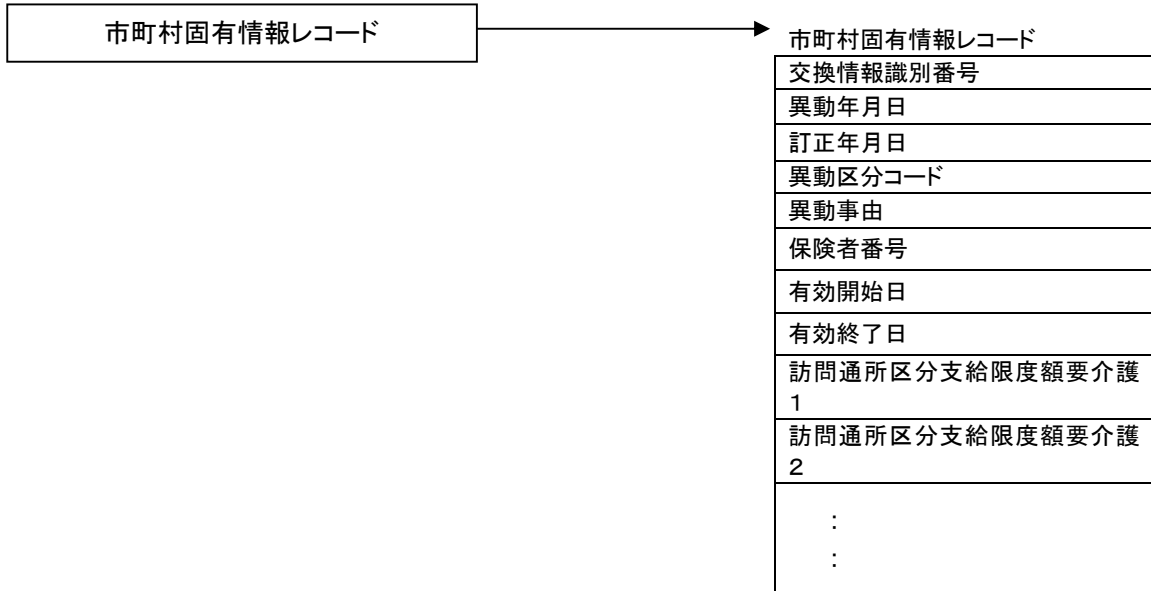 市町村固有情報レコード
市町村固有情報レコード
交換情報識別番号
異動年月日
訂正年月日
異動区分コード
異動事由
保険者番号
有効開始日
有効終了日
訪問通所区分支給限度額要介護
１
訪問通所区分支給限度額要介護
２
：
：